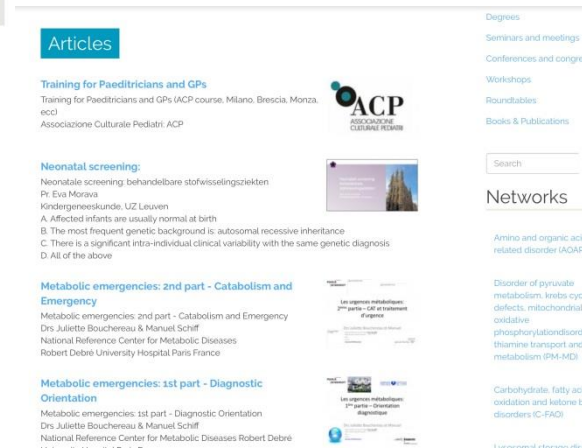 Articles
Training for Paeditricians and GPs
Training for Paeditricians and GPs (ACP course, Milano, Brescia, Monza,
ecc)
Associazione Culturale Pediatri: ACP
ACP
ASSOCIAZIONE
CULTURALE PEDIATRI
Neonatal screening:
Neonatale screening: behandelbare stofwisselingsziekten
Pr. Eva Morava
Kindergeneeskunde, UZ Leuven
A. Affected infants are usually normal at birth
B. The most frequent genetic background is: autosomal recessive inheritance
C. There is a significant intra-individual clinical variability with the same genetic diagnosis
D. All of the above
Metabolic emergencies: 2nd part - Catabolism and
Emergency
Metabolic emergencies: 2nd part - Catabolism and Emergency
Drs Juliette Bouchereau & Manuel Schiff
National Reference Center for Metabolic Diseases
Robert Debré University Hospital Paris France
Les urgences métaboliques:
2ème partie – CAT et traitement
d'urgence
Metabolic emergencies: 1st part - Diagnostic
Orientation
Metabolic emergencies: 1st part - Diagnostic Orientation
Drs Juliette Bouchereau & Manuel Schiff
National Reference Center for Metabolic Diseases Robert Debré
Les urgences métaboliques:
1ère partie – Orientation
diagnostique
Degrees
Seminars and meetings
Conferences and congre
Workshops
Roundtables
Books & Publications
Search
Networks
Amino and organic aci
related disorder (AOAR
Disorder of pyruvate
metabolism, krebs cyc
defects, mitochondrial
oxidative
phosphorylationdisord
thiamine transport and
metabolism (PM-MD)
Carbohydrate, fatty aci
oxidation and ketone b
disorders (C-FAO)